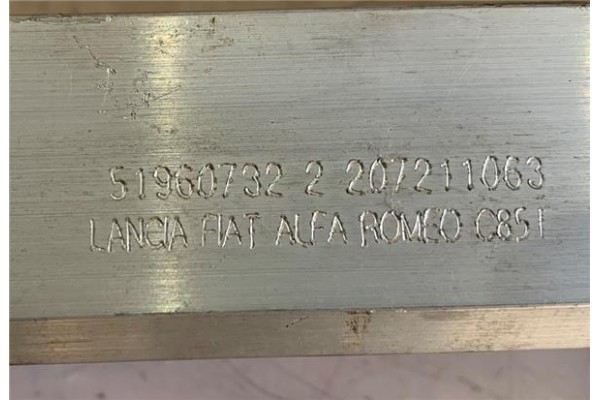 51960732 2 207211063
LANCIA FIAT ALFA ROMEO C851